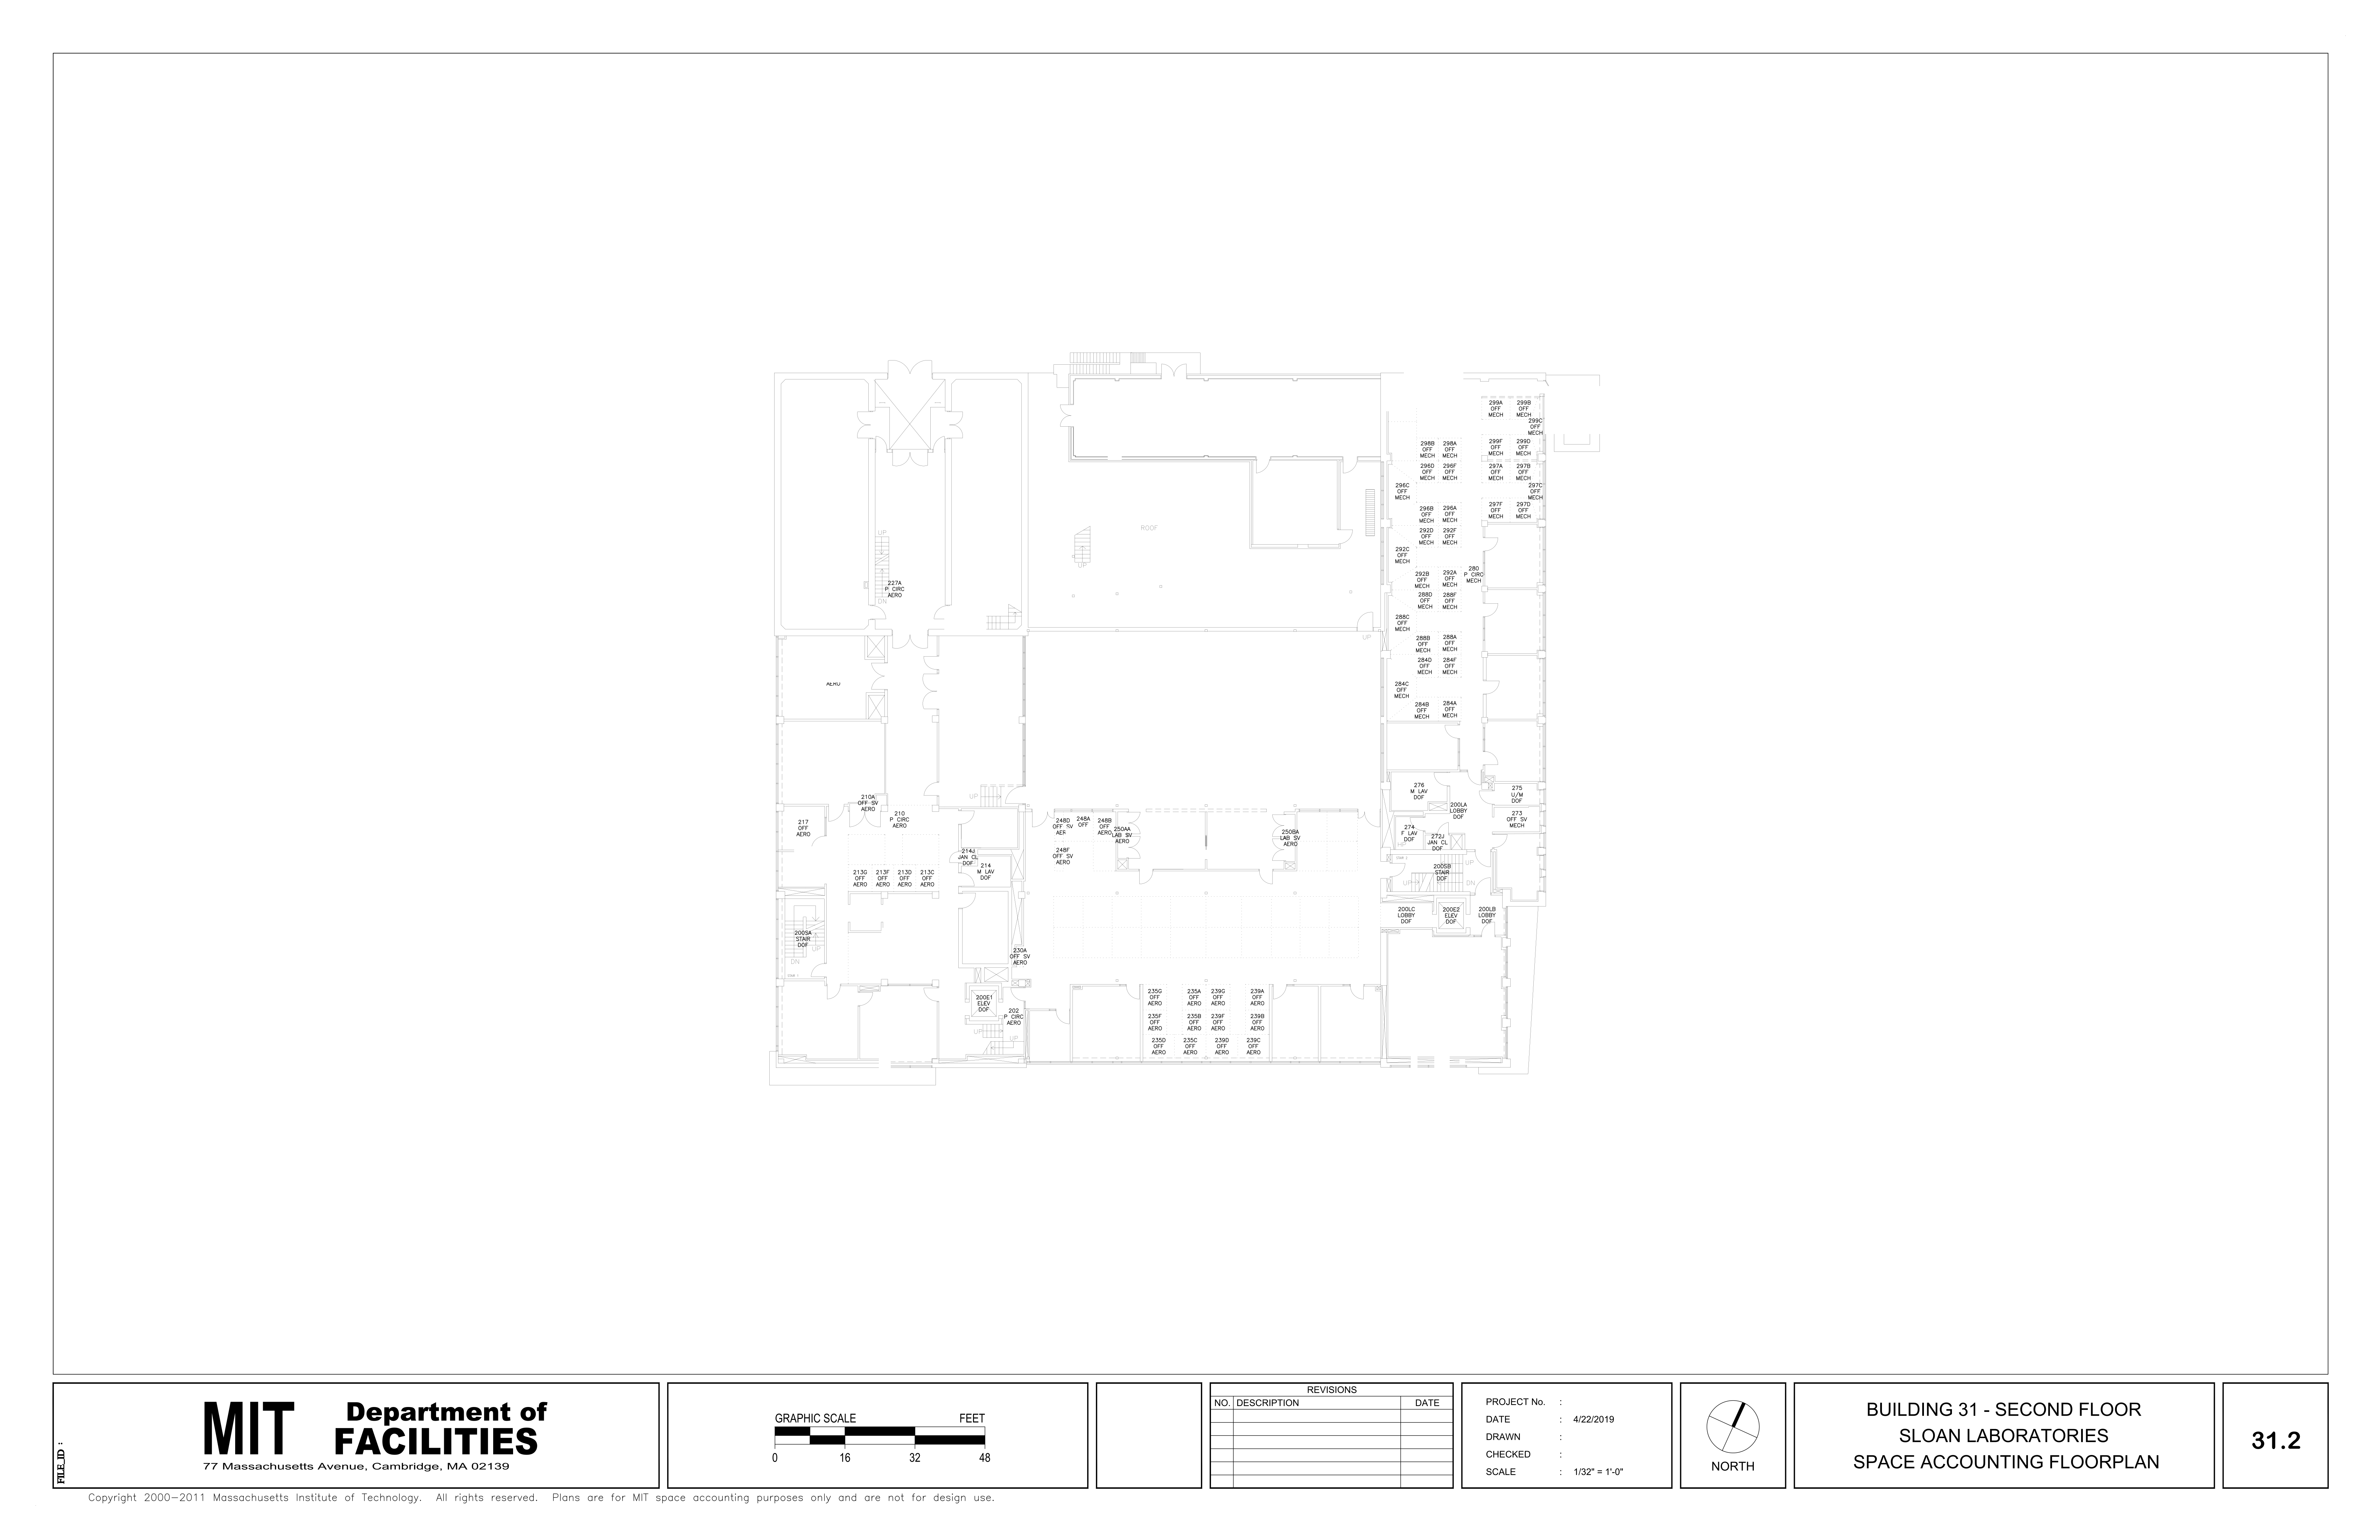 299A
OFF
MECH
299B
OFF
MECH
299C
OFF
MECH
298B
OFF
MECH
298A
OFF
MECH
299F
OFF
MECH
299D
OFF
MECH
296D
OFF
MECH
296F
OFF
MECH
297A
OFF
MECH
297B
OFF
MECH
296C
OFF
MECH
297C
OFF
MECH
296B
OFF
MECH
296A
OFF
MECH
297F
OFF
MECH
297D
OFF
MECH
ROOF
UP
UP
DN
227A
P CIRC
AERO
292D
OFF
MECH
292F
OFF
MECH
292C
OFF
MECH
292B
OFF
MECH
292A
OFF
MECH
280
P CIRC
MECH
288D
OFF
MECH
288F
OFF
MECH
288C
OFF
MECH
288B
OFF
MECH
288A
OFF
MECH
UP
284D
OFF
MECH
284F
OFF
MECH
284C
OFF
MECH
284B
OFF
MECH
284A
OFF
MECH
AERO
UP
210A
OFF SV
AERO
210
P CIRC
AERO
217
OFF
AERO
213G
OFF
AERO
213F
OFF
AERO
213D
OFF
AERO
213C
OFF
AERO
214J
JAN CL
DOF
214
M LAV
DOF
248D
OFF SV
AER
248A
OFF
248B
OFF
AERO
250AA
LAB SV
AERO
248F
OFF SV
AERO
250BA
LAB SV
AERO
276
M LAV
DOF
275
U/M
DOF
200LA
LOBBY
DOF
273
OFF SV
MECH
274
F LAV
DOF
272J
JAN CL
DOF
200SB
STAIR
DOF
UP
UP
DN
200LC
LOBBY
DOF
200E2
ELEV
DOF
200LB
LOBBY
DOF
200SA
STAIR
DOF
UP
DN
230A
OFF SV
AERO
200E1
ELEV
DOF
202
P CIRC
AERO
UP
UP
235G
OFF
AERO
235A
OFF
AERO
239G
OFF
AERO
239A
OFF
AERO
235F
OFF
AERO
235B
OFF
AERO
239F
OFF
AERO
239B
OFF
AERO
235D
OFF
AERO
235C
OFF
AERO
239D
OFF
AERO
239C
OFF
AERO
FILE_ID :
MIT
Department of
FACILITIES
77 Massachusetts Avenue, Cambridge, MA 02139
GRAPHIC SCALE FEET
0 16 32 48
REVISIONS
NO. DESCRIPTION DATE
PROJECT No. :
DATE : 4/22/2019
DRAWN :
CHECKED :
SCALE : 1/32" = 1'-0"
NORTH
BUILDING 31 - SECOND FLOOR
SLOAN LABORATORIES
SPACE ACCOUNTING FLOORPLAN
31.2
Copyright 2000-2011 Massachusetts Institute of Technology. All rights reserved. Plans are for MIT space accounting purposes only and are not for design use.